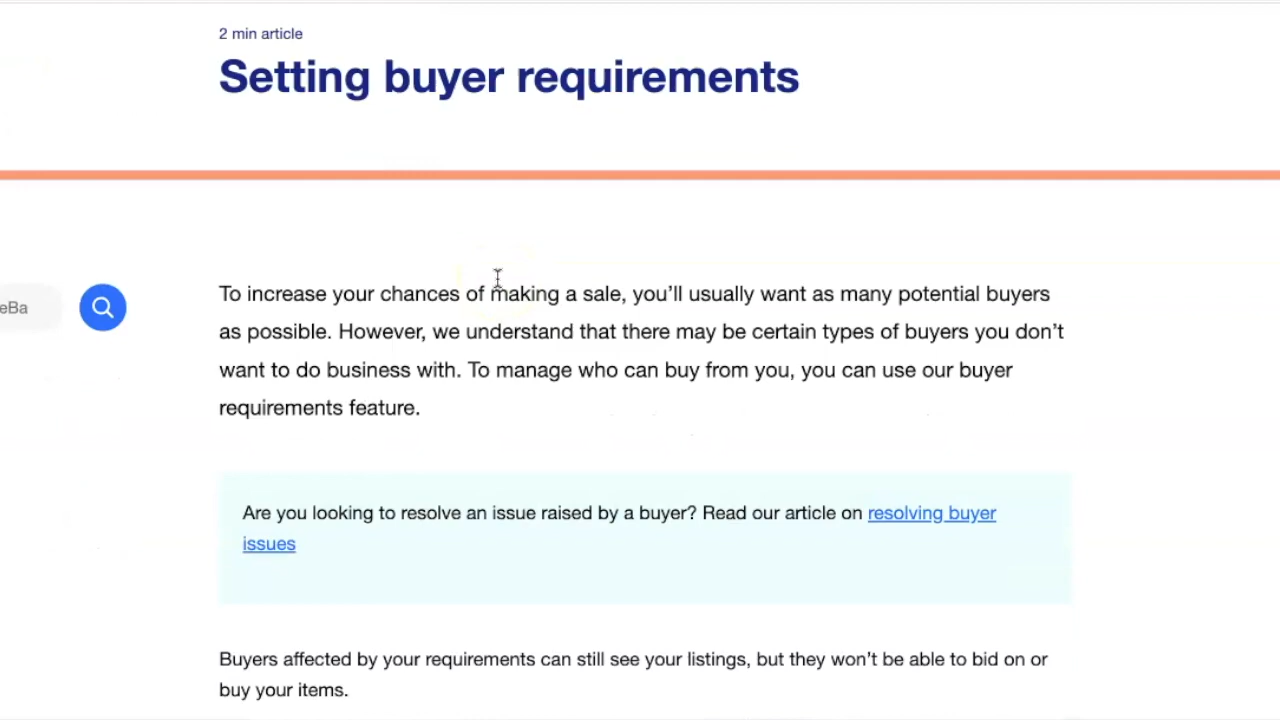 2 min article
Setting buyer requirements
eBa
To increase your chances of making a sale, you’ll usually want as many potential buyers
as possible. However, we understand that there may be certain types of buyers you don’t
want to do business with. To manage who can buy from you, you can use our buyer
requirements feature.
Are you looking to resolve an issue raised by a buyer? Read our article on resolving buyer
issues
Buyers affected by your requirements can still see your listings, but they won’t be able to bid on or
buy your items.